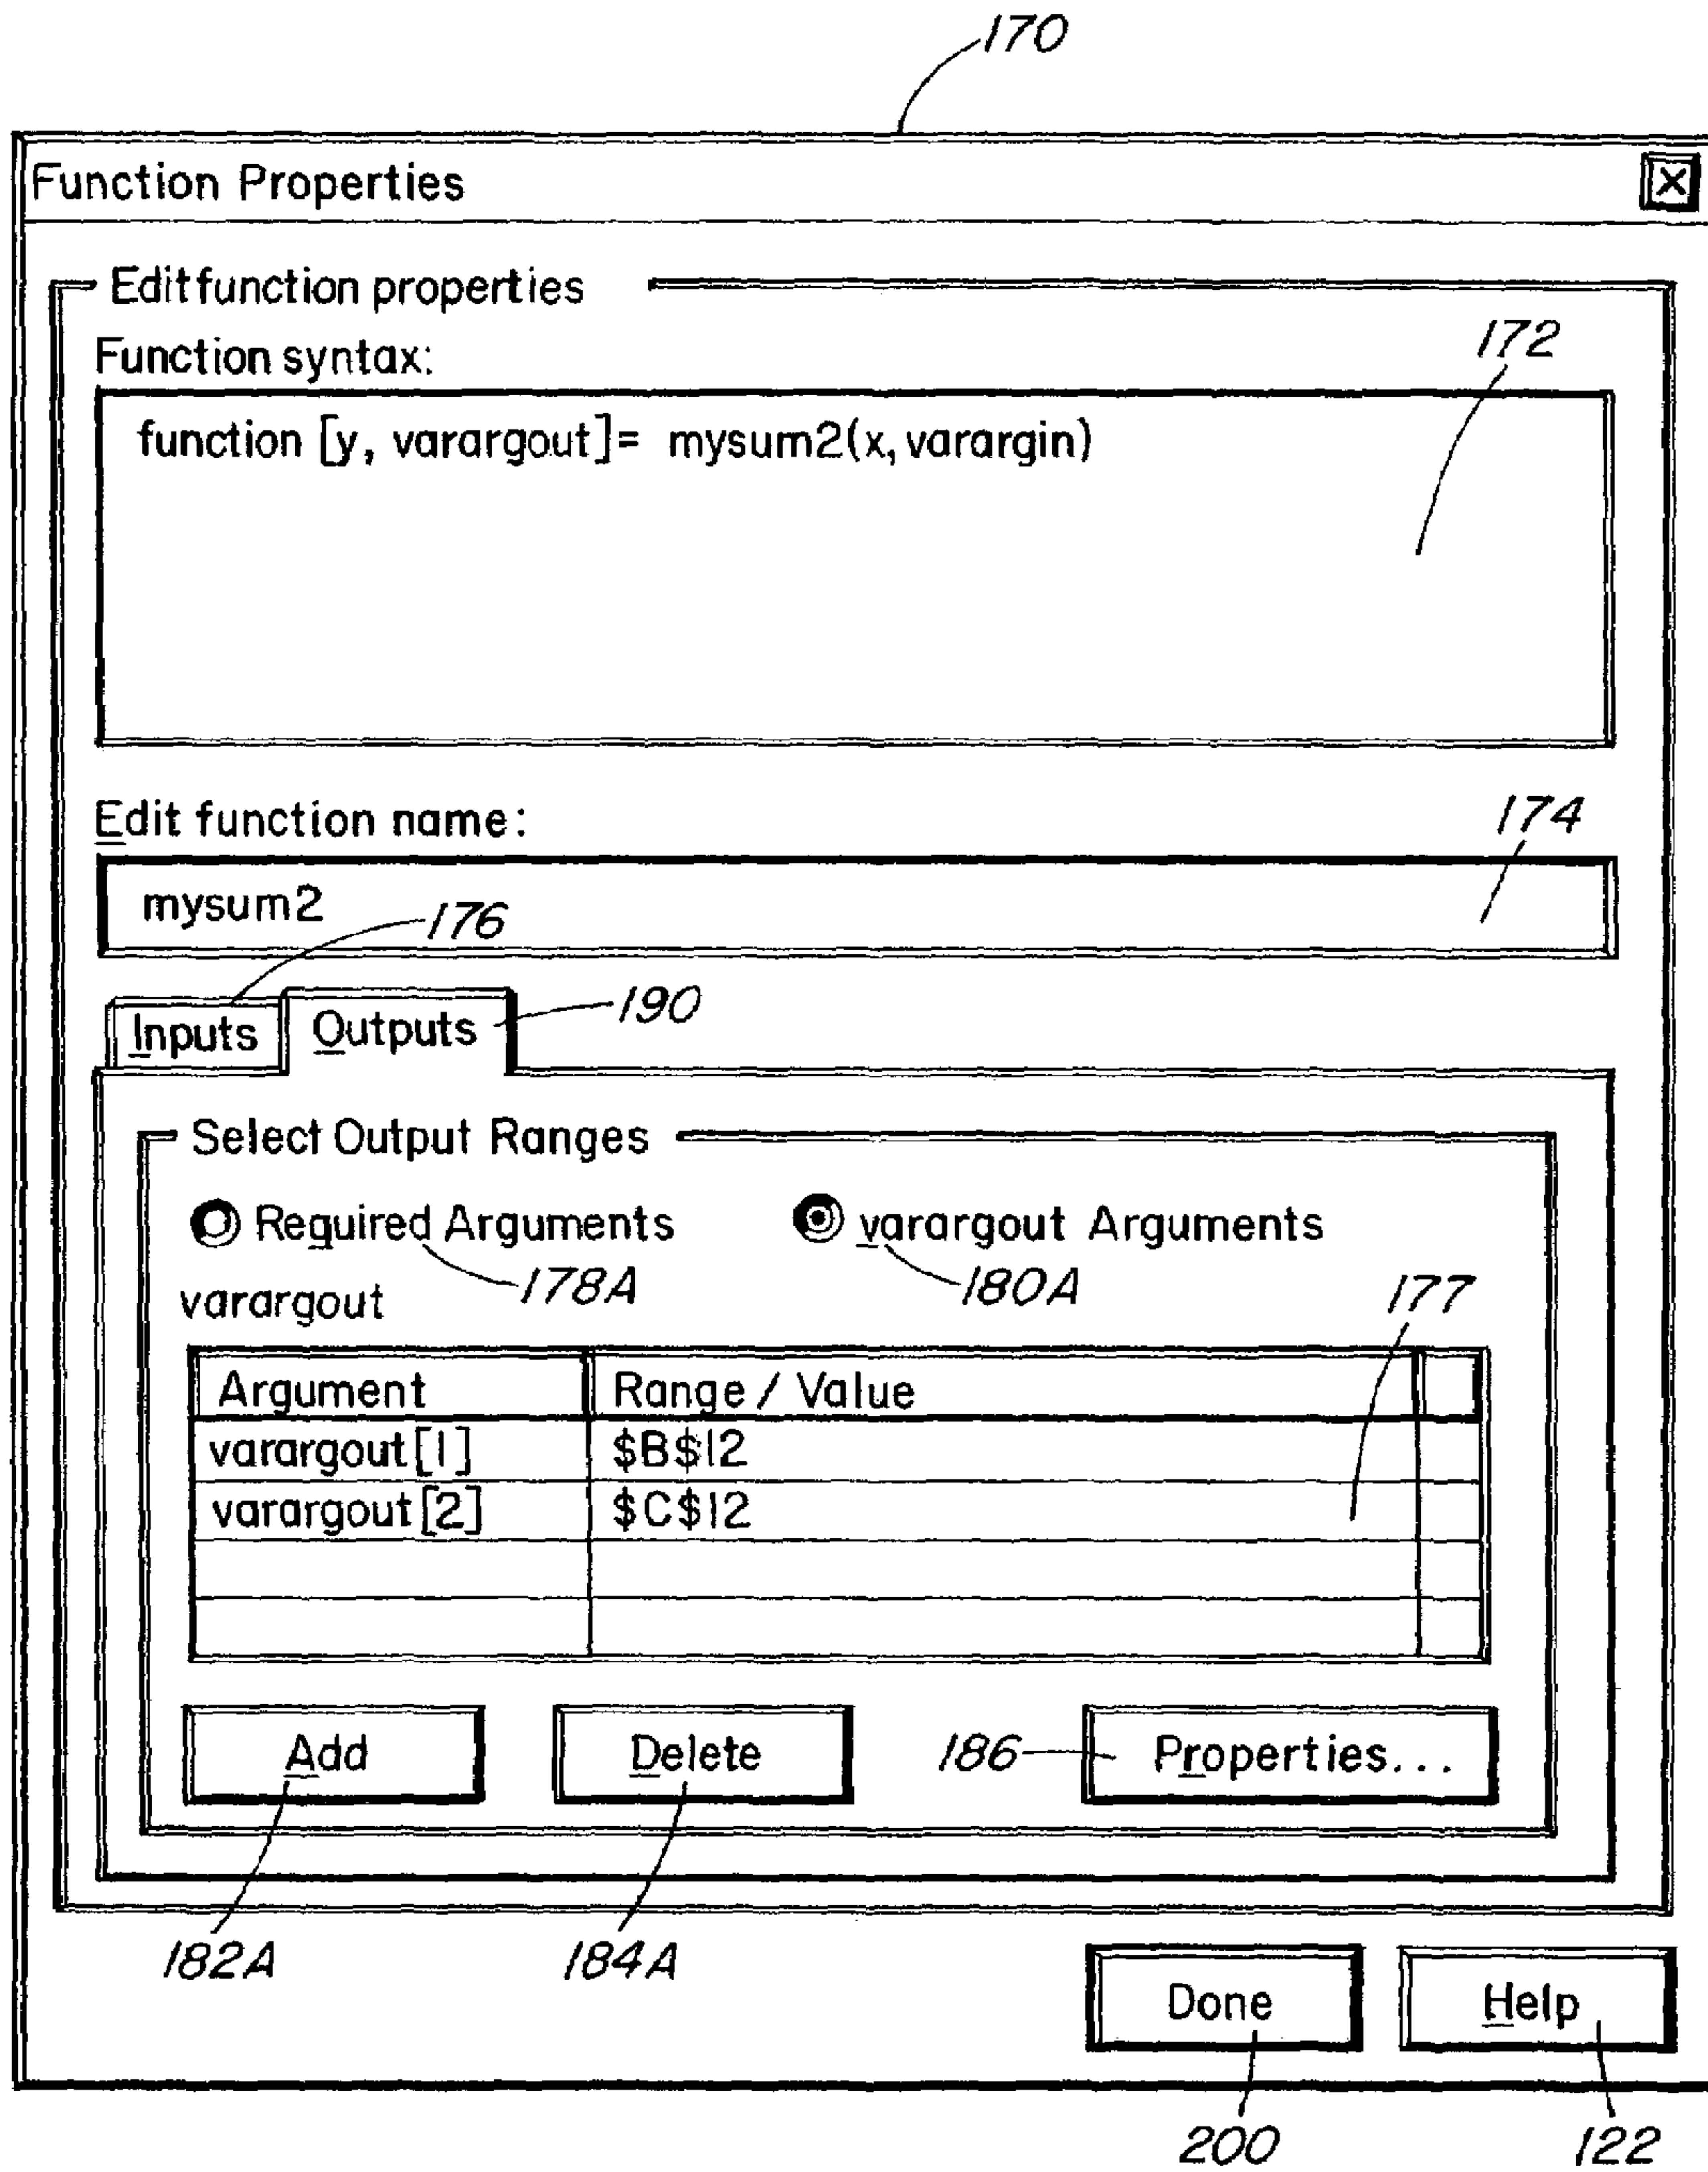 170
Function Properties
Edit function properties
Function syntax:
172
function [y, varargout]= mysum2(x, varargin)
Edit function name:
174
mysum2
176
Inputs
Outputs
190
Select Output Ranges
Required Arguments
varargout Arguments
178A
180A
varargout
177
Argument Range / Value
varargout[1] $B$12
varargout[2] $C$12
Add
Delete
186
Properties...
182A
184A
Done
Help
200
122